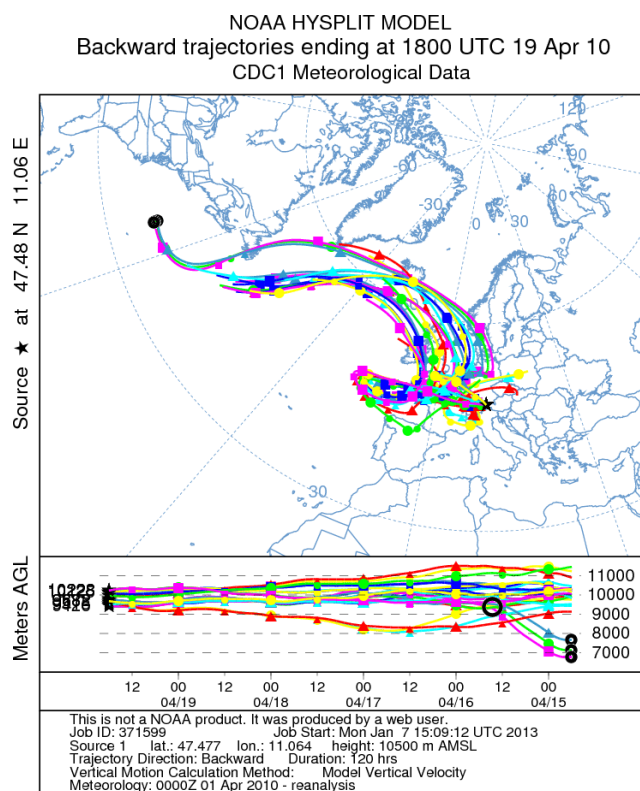 NOAA HYSPLIT MODEL
Backward trajectories ending at 1800 UTC 19 Apr 10
CDC1 Meteorological Data
Source ★ at 47.48 N 11.06 E
120
90
60
30
0
30
60
30
Meters AGL
11000
10000
9000
8000
7000
12 00 12 00 12 00 12 00 12 00
04/19 04/18 04/17 04/16 04/15
This is not a NOAA product. It was produced by a web user.
Job ID: 371599 Job Start: Mon Jan 7 15:09:12 UTC 2013
Source 1 lat.: 47.477 lon.: 11.064 height: 10500 m AMSL
Trajectory Direction: Backward Duration: 120 hrs
Vertical Motion Calculation Method: Model Vertical Velocity
Meteorology: 0000Z 01 Apr 2010 - reanalysis